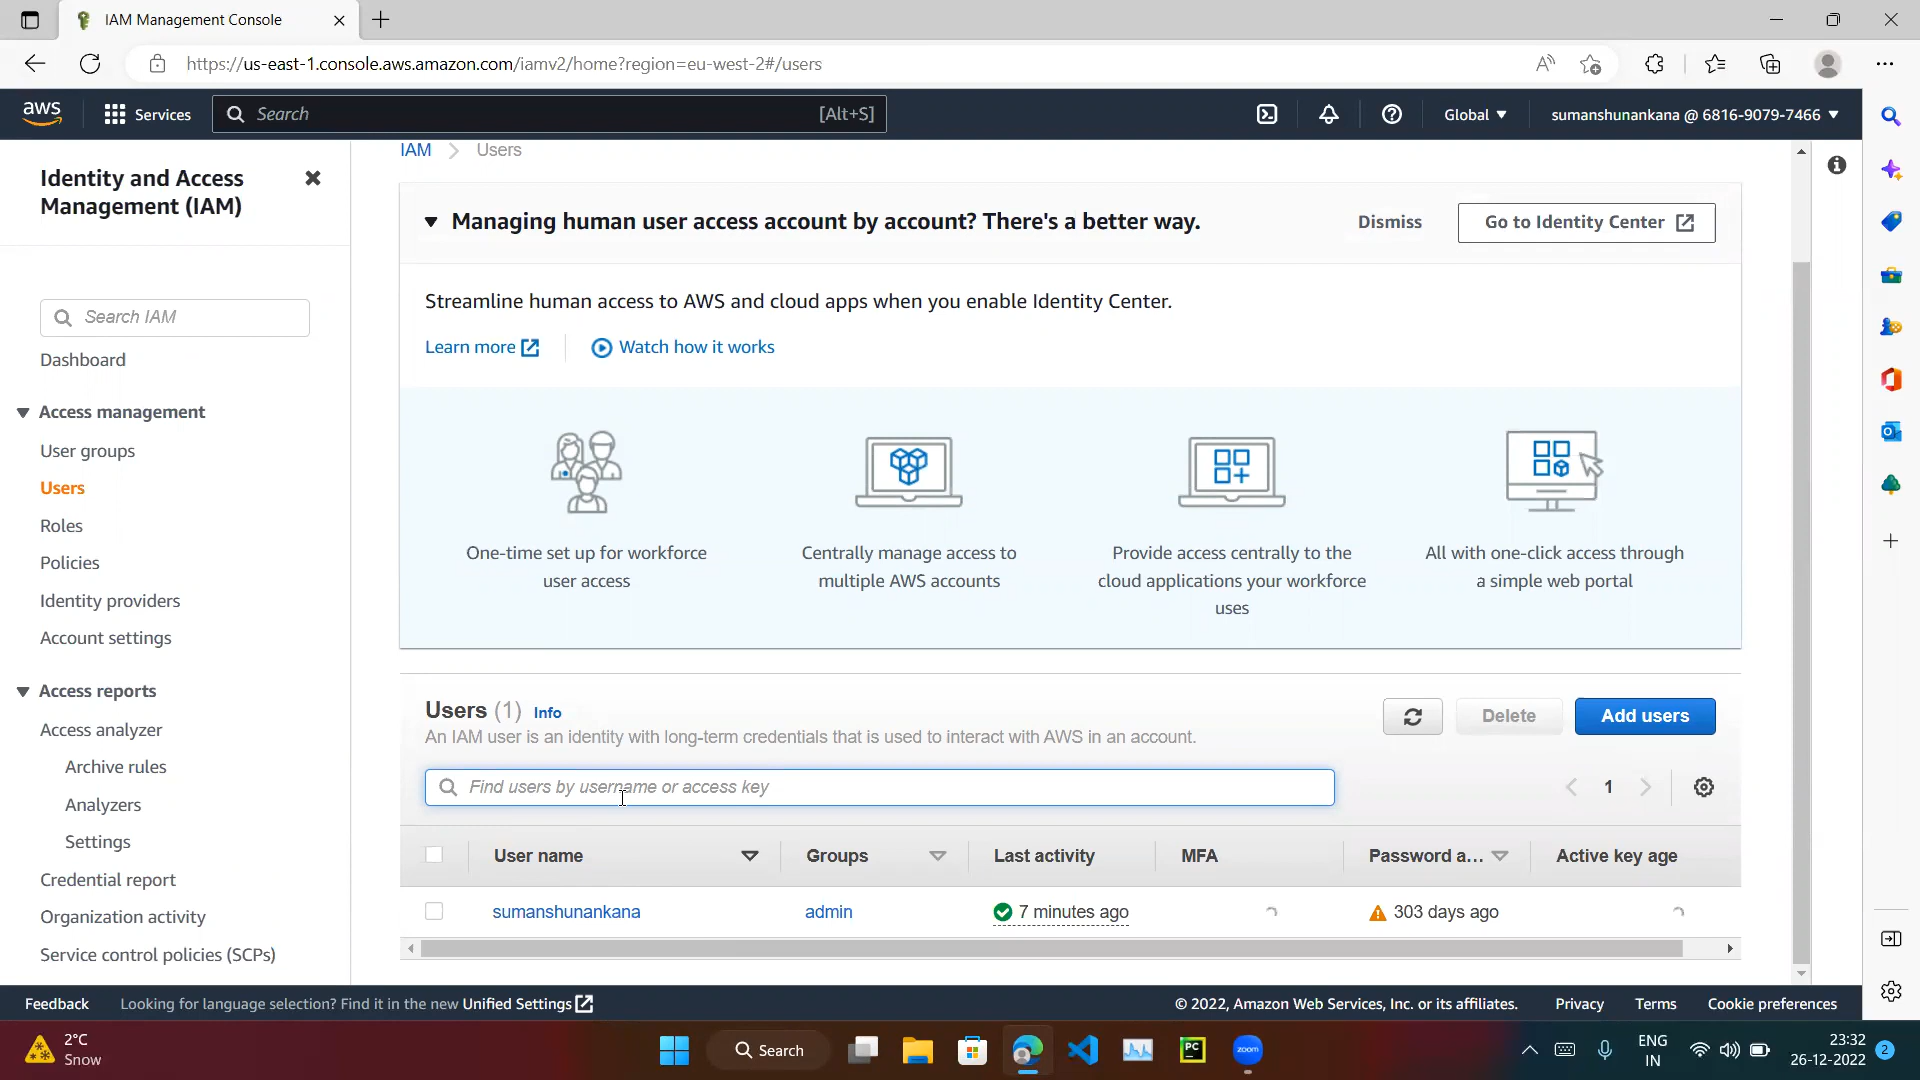 IAM Management Console
https://us-east-1.console.aws.amazon.com/iamv2/home?region=eu-west-2#/users
aws
Services
Search
[Alt+S]
Global
sumanshunankana @ 6816-9079-7466
Identity and Access
Management (IAM)
Search IAM
Dashboard
Access management
User groups
Users
Roles
Policies
Identity providers
Account settings
Access reports
Access analyzer
Archive rules
Analyzers
Settings
Credential report
Organization activity
Service control policies (SCPs)
IAM > Users
Managing human user access account by account? There's a better way.
Dismiss
Go to Identity Center
Streamline human access to AWS and cloud apps when you enable Identity Center.
Learn more
Watch how it works
One-time set up for workforce
user access
Centrally manage access to
multiple AWS accounts
Provide access centrally to the
cloud applications your workforce
uses
All with one-click access through
a simple web portal
Users (1) Info
An IAM user is an identity with long-term credentials that is used to interact with AWS in an account.
Delete
Add users
Find users by username or access key
1
User name
Groups
Last activity
MFA
Password a...
Active key age
sumanshunankana
admin
7 minutes ago
303 days ago
Feedback
Looking for language selection? Find it in the new Unified Settings
© 2022, Amazon Web Services, Inc. or its affiliates.
Privacy
Terms
Cookie preferences
2°C
Snow
Search
PC
zoom
ENG
IN
23:32
26-12-2022
2